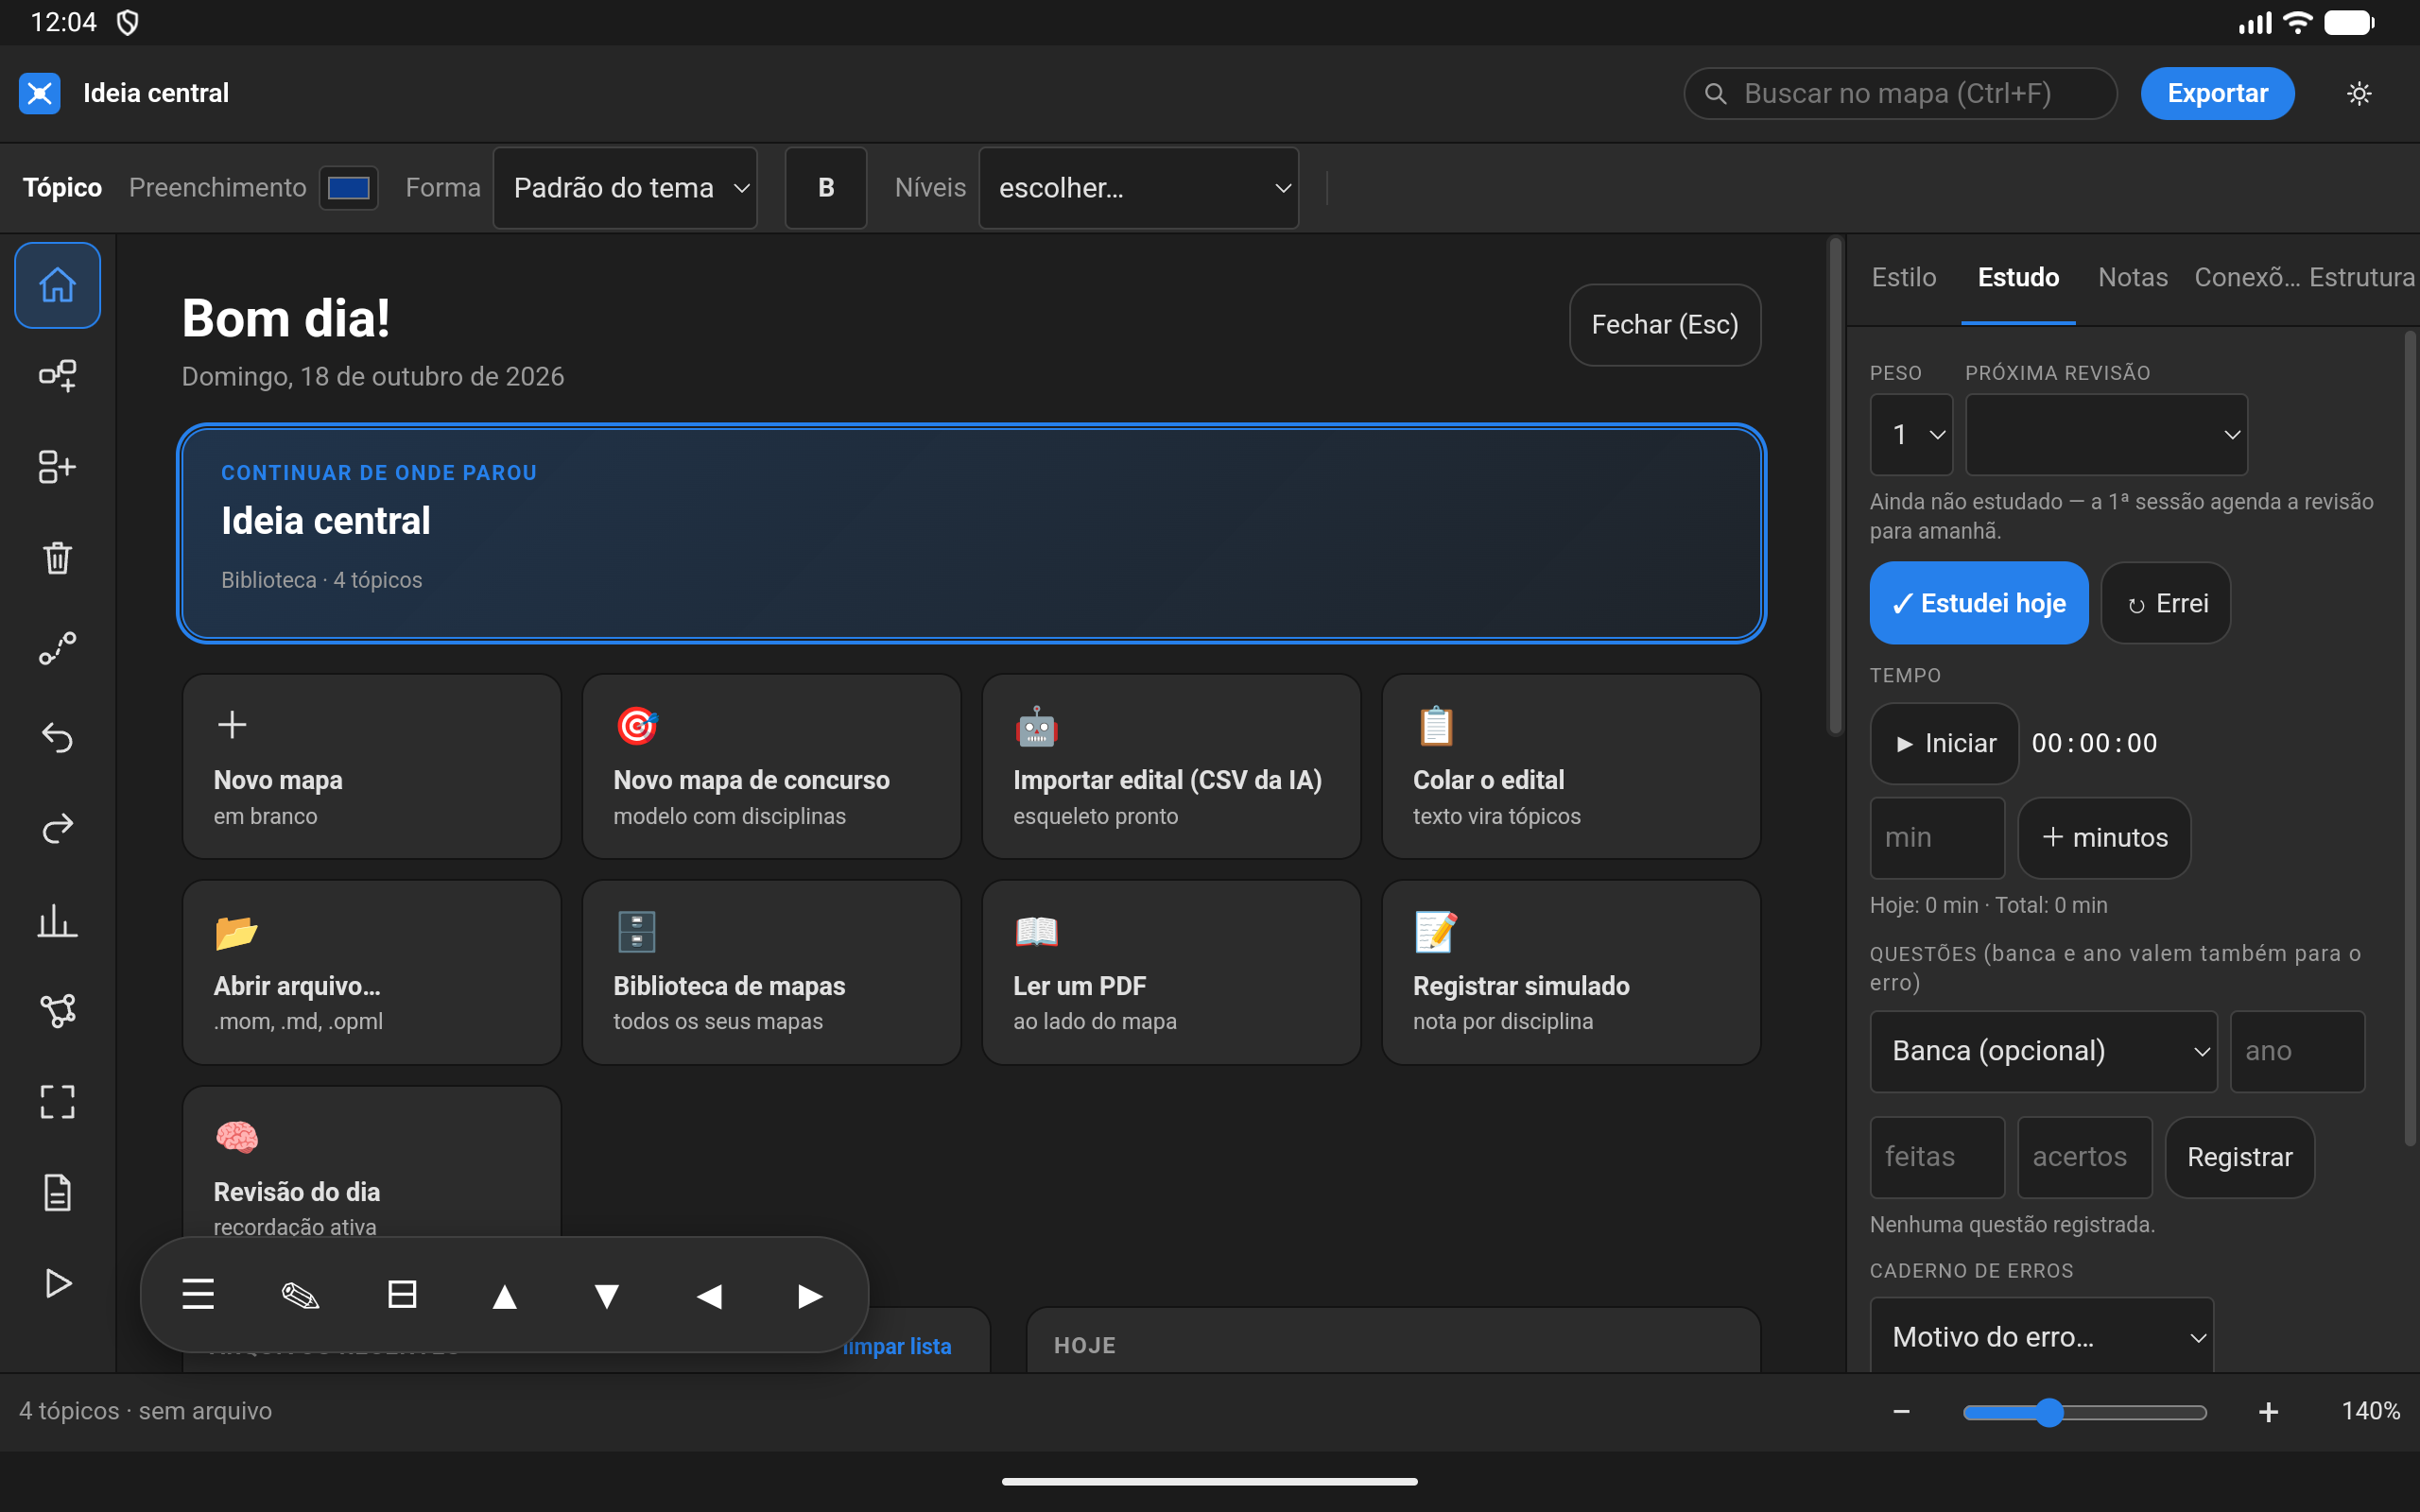 12:04
Ideia central
Buscar no mapa (Ctrl+F)
Exportar
Tópico
Preenchimento
Forma
Padrão do tema
B
Níveis
escolher...
Bom dia!
Domingo, 18 de outubro de 2026
Fechar (Esc)
CONTINUAR DE ONDE PAROU
Ideia central
Biblioteca · 4 tópicos
Novo mapa
em branco
Novo mapa de concurso
modelo com disciplinas
Importar edital (CSV da IA)
esqueleto pronto
Colar o edital
texto vira tópicos
Abrir arquivo...
.mom, .md, .opml
Biblioteca de mapas
todos os seus mapas
Ler um PDF
ao lado do mapa
Registrar simulado
nota por disciplina
Revisão do dia
recordação ativa
limpar lista
HOJE
Estilo
Estudo
Notas
Conexõ...
Estrutura
PESO
PRÓXIMA REVISÃO
1
Ainda não estudado — a 1ª sessão agenda a revisão
para amanhã.
✓ Estudei hoje
↻ Errei
TEMPO
▶ Iniciar
00:00:00
min
+ minutos
Hoje: 0 min · Total: 0 min
QUESTÕES (banca e ano valem também para o
erro)
Banca (opcional)
ano
feitas
acertos
Registrar
Nenhuma questão registrada.
CADERNO DE ERROS
Motivo do erro...
4 tópicos · sem arquivo
140%